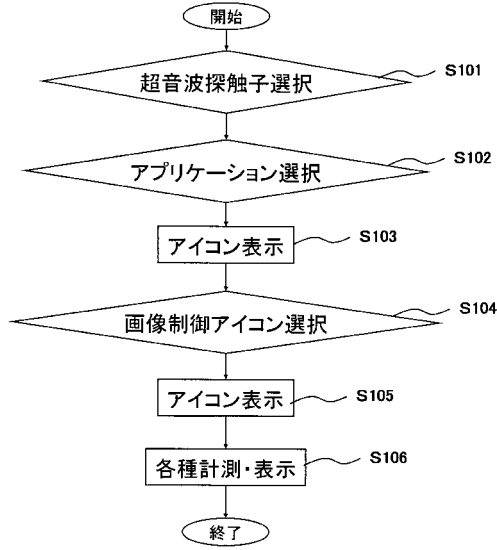 開始
超音波探触子選択
S101
アプリケーション選択
S102
アイコン表示
S103
画像制御アイコン選択
S104
アイコン表示
S105
各種計測・表示
S106
終了